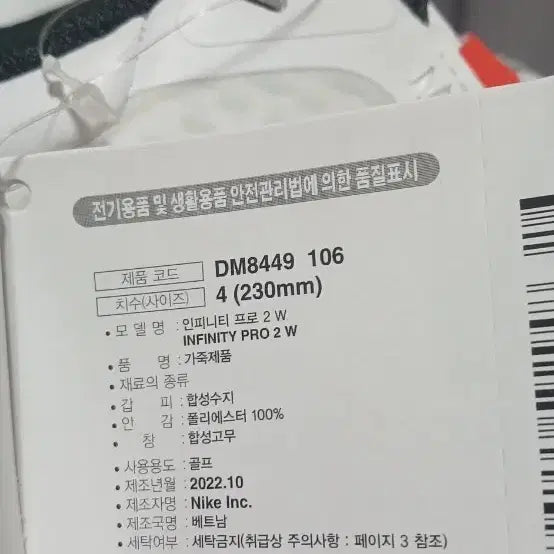 전기용품 및 생활용품 안전관리법에 의한 품질표시
제품 코드 DM8449 106
치수(사이즈) 4 (230mm)
• 모 델 명 : 인피니티 프로 2 W
INFINITY PRO 2 W
• 품 명 : 가죽제품
• 재료의 종류
• 갑 피 : 합성수지
• 안 감 : 폴리에스터 100%
• 창 : 합성고무
• 사용용도 : 골프
• 제조년월 : 2022.10
• 제조자명 : Nike Inc.
• 제조국명 : 베트남
• 세탁여부 : 세탁금지(취급상 주의사항 : 페이지 3 참조)